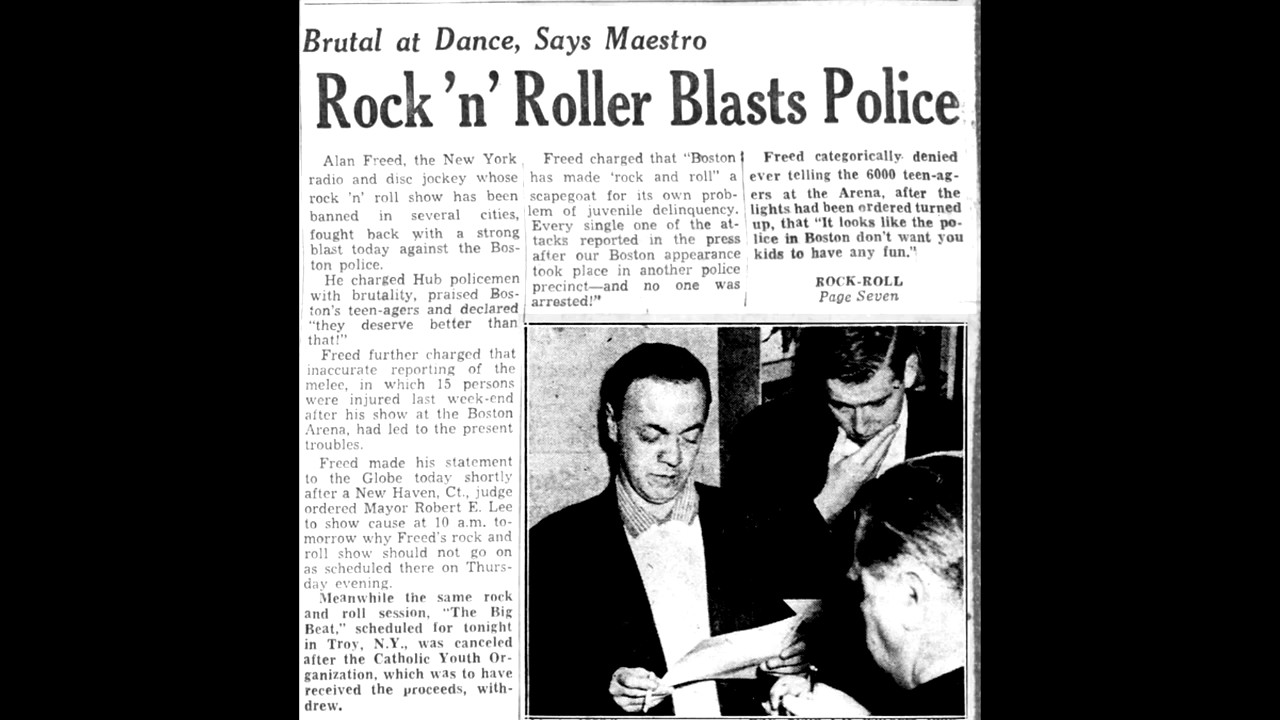 Brutal at Dance, Says Maestro
Rock 'n' Roller Blasts Police
Alan Freed, the New York
radio and disc jockey whose
rock 'n' roll show has been
banned in several cities,
fought back with a strong
blast today against the Bos-
ton police.
He charged Hub policemen
with brutality, praised Bos-
ton's teen-agers and declared
"they deserve better than
that!"
Freed further charged that
inaccurate reporting of the
melee, in which 15 persons
were injured last week-end
after his show at the Boston
Arena, had led to the present
troubles.
Freed made his statement
to the Globe today shortly
after a New Haven, Ct., judge
ordered Mayor Robert E. Lee
to show cause at 10 a.m. to-
morrow why Freed's rock and
roll show should not go on
as scheduled there on Thurs-
day evening.
Meanwhile the same rock
and roll session, "The Big
Beat," scheduled for tonight
in Troy, N.Y., was canceled
after the Catholic Youth Or-
ganization, which was to have
received the proceeds, with-
drew.
Freed charged that "Boston
has made 'rock and roll" a
scapegoat for its own prob-
lem of juvenile delinquency.
Every single one of the at-
tacks reported in the press
after our Boston appearance
took place in another police
precinct—and no one was
arrested!"
Freed categorically denied
ever telling the 6000 teen-ag-
ers at the Arena, after the
lights had been ordered turned
up, that "It looks like the po-
lice in Boston don't want you
kids to have any fun."
ROCK-ROLL
Page Seven